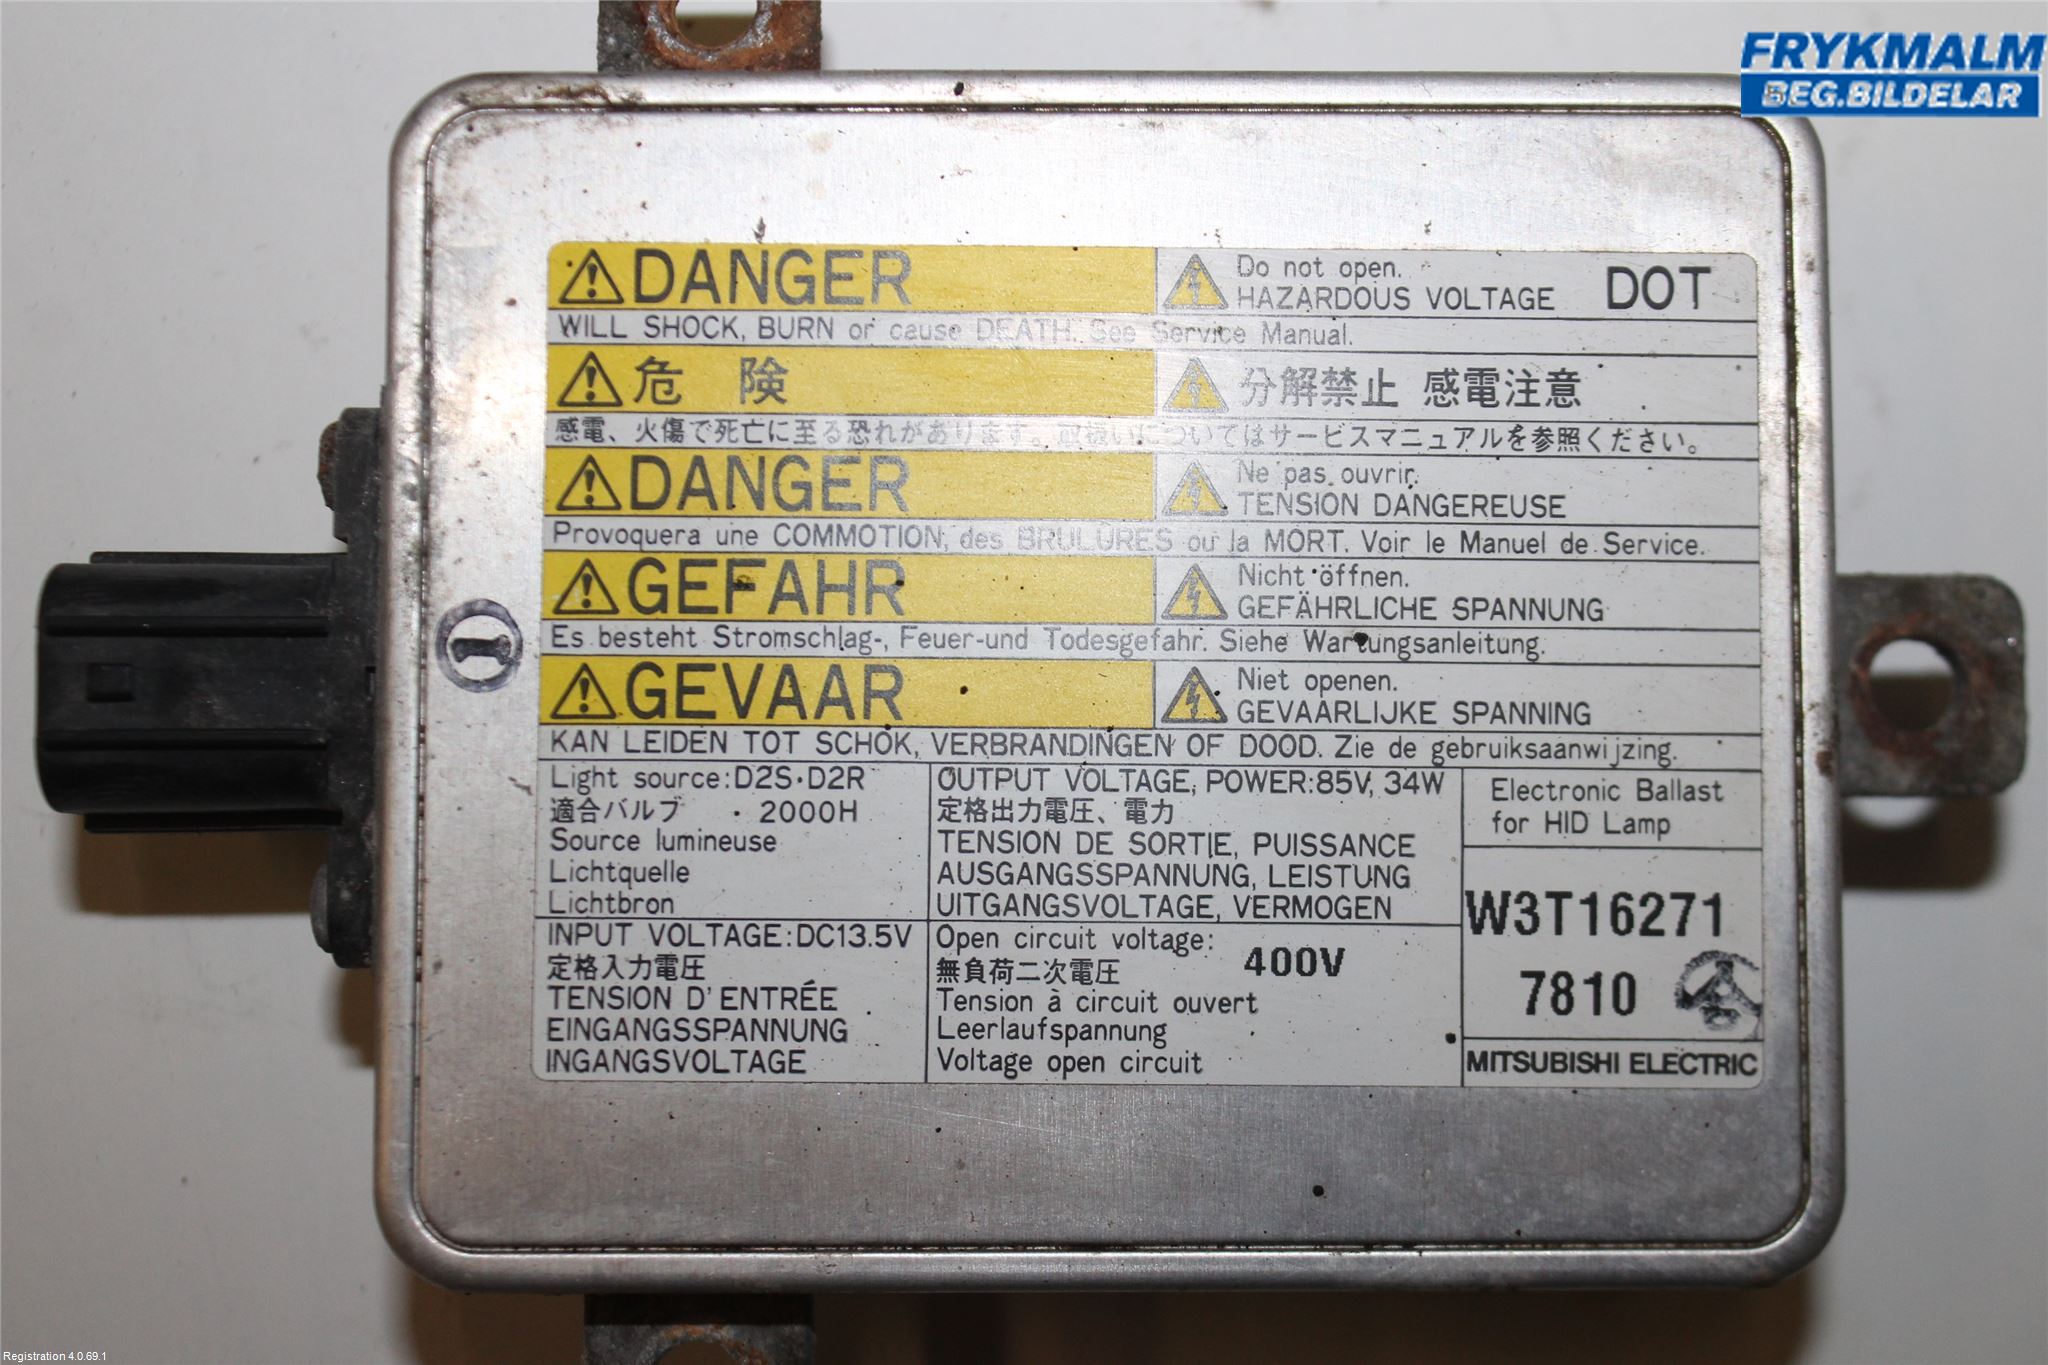 FRYKMALM
BEG.BILDELAR
DANGER
Do not open.
HAZARDOUS VOLTAGE
DOT
WILL SHOCK, BURN or cause DEATH. See Service Manual.
危 険
分解禁止 感電注意
感電、火傷で死亡に至る恐れがあります。取扱いについてはサービスマニュアルを参照ください。
DANGER
Ne pas ouvrir.
TENSION DANGEREUSE
Provoquera une COMMOTION, des BRULURES ou la MORT. Voir le Manuel de Service.
GEFAHR
Nicht öffnen.
GEFÄHRLICHE SPANNUNG
Es besteht Stromschlag-, Feuer-und Todesgefahr. Siehe Wartungsanleitung.
GEVAAR
Niet openen.
GEVAARLIJKE SPANNING
KAN LEIDEN TOT SCHOK, VERBRANDINGEN OF DOOD. Zie de gebruiksaanwijzing.
Light source:D2S・D2R
適合バルブ 2000H
Source lumineuse
Lichtquelle
Lichtbron
OUTPUT VOLTAGE, POWER:85V, 34W
定格出力電圧、電力
TENSION DE SORTIE, PUISSANCE
AUSGANGSSPANNUNG, LEISTUNG
UITGANGSVOLTAGE, VERMOGEN
Electronic Ballast
for HID Lamp
INPUT VOLTAGE:DC13.5V
定格入力電圧
TENSION D'ENTRÉE
EINGANGSSPANNUNG
INGANGSVOLTAGE
Open circuit voltage:
400V
無負荷二次電圧
Tension à circuit ouvert
Leerlaufspannung
Voltage open circuit
W3T16271
7810
MITSUBISHI ELECTRIC
Registration 4.0.69.1